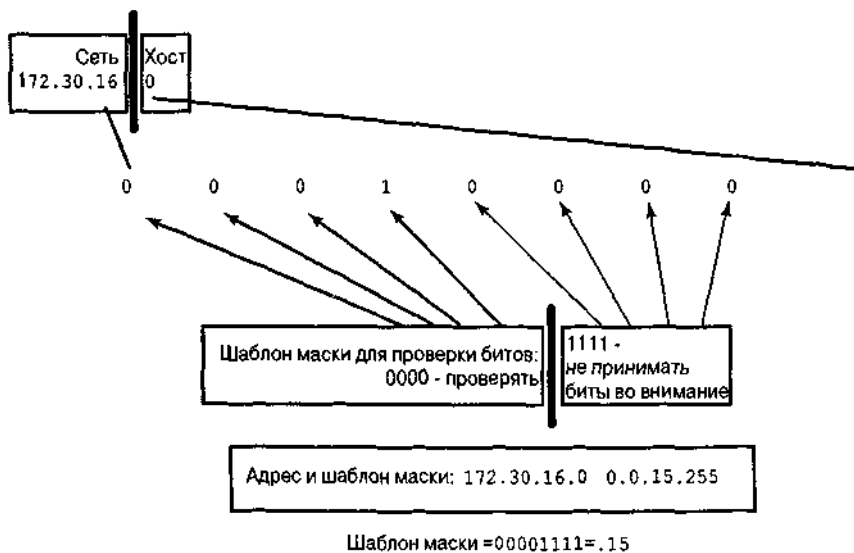 Сеть
172.30.16
Хост
0
0 0 0 1 0 0 0 0
Шаблон маски для проверки битов:
0000 - проверять
1111 -
не принимать
биты во внимание
Адрес и шаблон маски: 172.30.16.0 0.0.15.255
Шаблон маски =00001111=.15